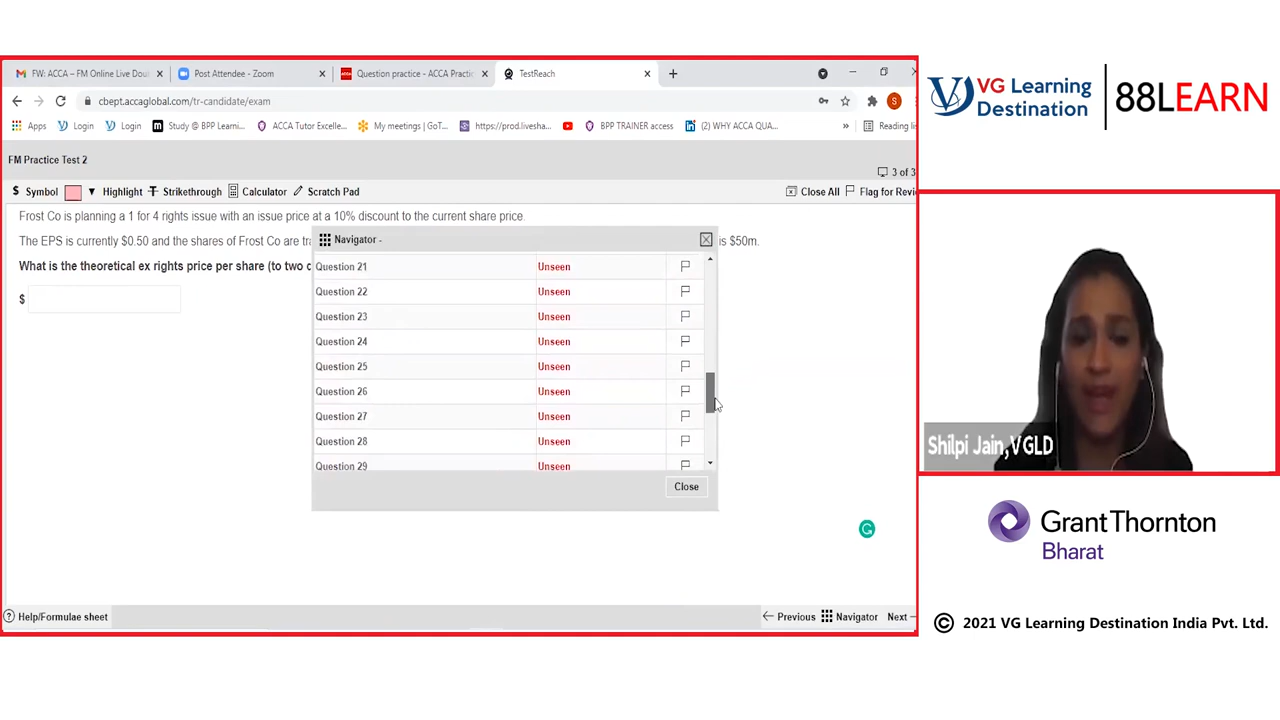 FW: ACCA – FM Online Live Dou
Post Attendee - Zoom
Question practice - ACCA Practic
TestReach
cbept.accaglobal.com/tr-candidate/exam
Apps
Login
Login
Study @ BPP Learni...
ACCA Tutor Excelle...
My meetings | GoT...
https://prod.livesha...
BPP TRAINER access
(2) WHY ACCA QUA...
»
Reading lis
FM Practice Test 2
3 of 3
$ Symbol
Highlight
Strikethrough
Calculator
Scratch Pad
Close All
Flag for Revie
Frost Co is planning a 1 for 4 rights issue with an issue price at a 10% discount to the current share price.
The EPS is currently $0.50 and the shares of Frost Co are tra
is $50m.
What is the theoretical ex rights price per share (to two d
$
Navigator -
Question 21 Unseen
Question 22 Unseen
Question 23 Unseen
Question 24 Unseen
Question 25 Unseen
Question 26 Unseen
Question 27 Unseen
Question 28 Unseen
Question 29 Unseen
Close
Help/Formulae sheet
Previous
Navigator
Next
VG Learning
Destination
88LEARN
Shilpi Jain,VGLD
GrantThornton
Bharat
© 2021 VG Learning Destination India Pvt. Ltd.